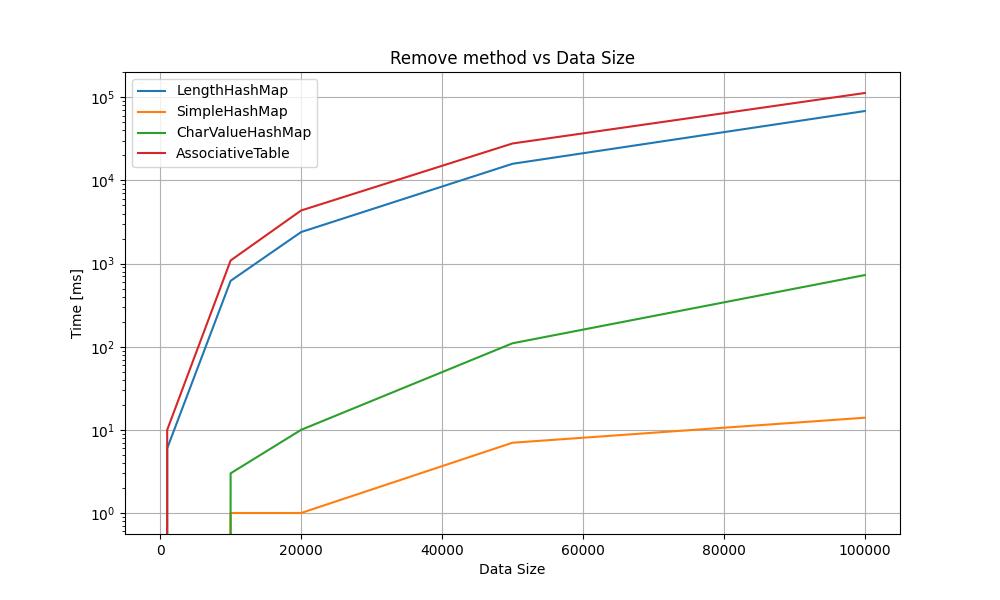 Remove method vs Data Size
LengthHashMap
SimpleHashMap
CharValueHashMap
AssociativeTable
Time [ms]
10^5
10^4
10^3
10^2
10^1
10^0
0 20000 40000 60000 80000 100000
Data Size